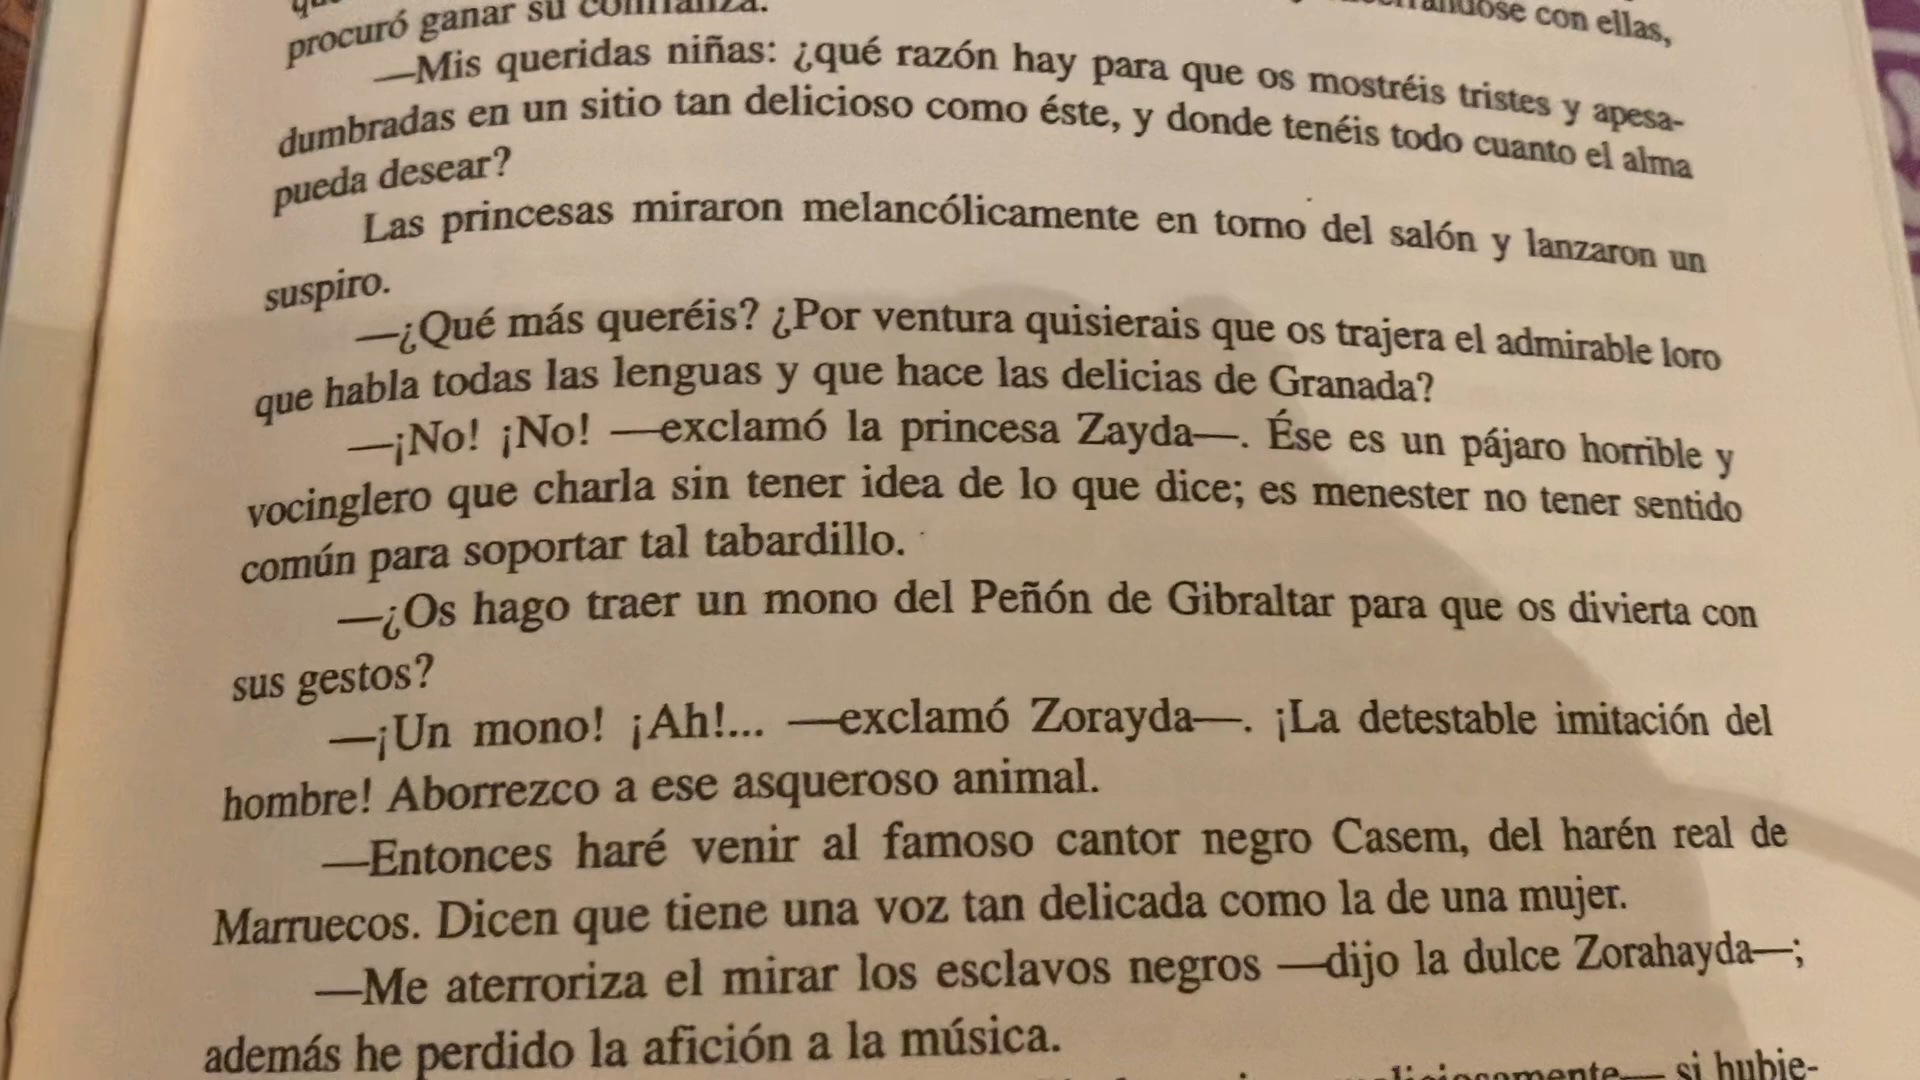 procuró ganar su confianza.
con ellas,
—Mis queridas niñas: ¿qué razón hay para que os mostréis tristes y apesa-
dumbradas en un sitio tan delicioso como éste, y donde tenéis todo cuanto el alma
pueda desear?
Las princesas miraron melancólicamente en torno del salón y lanzaron un
suspiro.
—¿Qué más queréis? ¿Por ventura quisierais que os trajera el admirable loro
que habla todas las lenguas y que hace las delicias de Granada?
—¡No! ¡No! —exclamó la princesa Zayda—. Ése es un pájaro horrible y
vocinglero que charla sin tener idea de lo que dice; es menester no tener sentido
común para soportar tal tabardillo.
—¿Os hago traer un mono del Peñón de Gibraltar para que os divierta con
sus gestos?
—¡Un mono! ¡Ah!... —exclamó Zorayda—. ¡La detestable imitación del
hombre! Aborrezco a ese asqueroso animal.
—Entonces haré venir al famoso cantor negro Casem, del harén real de
Marruecos. Dicen que tiene una voz tan delicada como la de una mujer.
—Me aterroriza el mirar los esclavos negros —dijo la dulce Zorahayda—;
además he perdido la afición a la música.
si hubie-